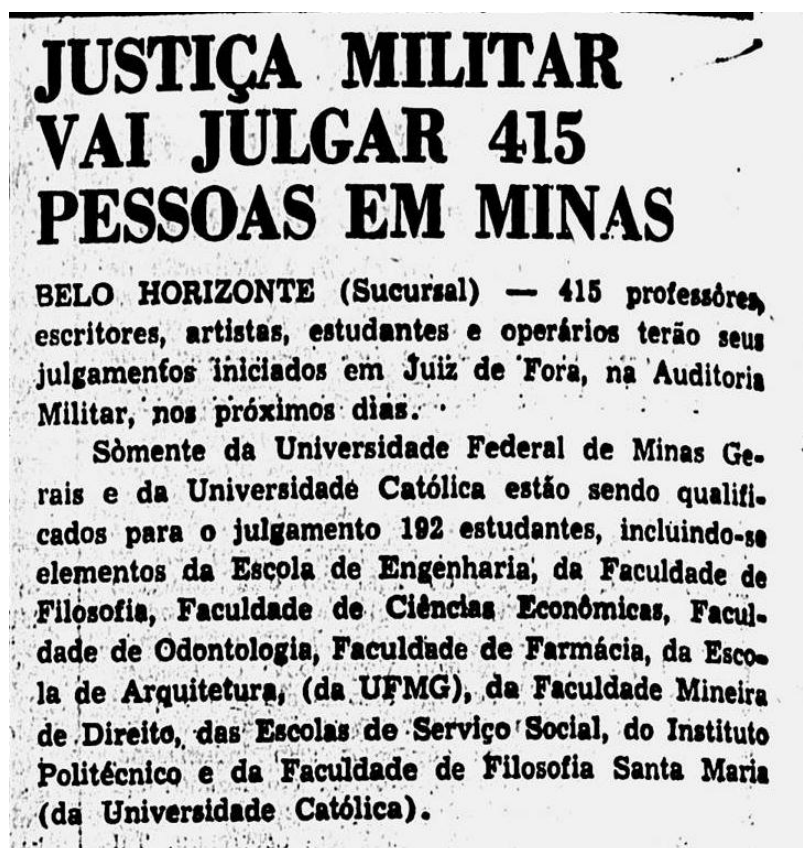 JUSTIÇA MILITAR
VAI JULGAR 415
PESSOAS EM MINAS
BELO HORIZONTE (Sucursal) — 415 professôres,
escritores, artistas, estudantes e operários terão seus
julgamentos iniciados em Juiz de Fora, na Auditoria
Militar, nos próximos dias.
Sòmente da Universidade Federal de Minas Ge-
rais e da Universidade Católica estão sendo qualifi-
cados para o julgamento 192 estudantes, incluindo-se
elementos da Escola de Engenharia, da Faculdade de
Filosofia, Faculdade de Ciências Econômicas, Facul-
dade de Odontologia, Faculdade de Farmácia, da Esco-
la de Arquitetura, (da UFMG), da Faculdade Mineira
de Direito, das Escolas de Serviço Social, do Instituto
Politécnico e da Faculdade de Filosofia Santa Maria
(da Universidade Católica).